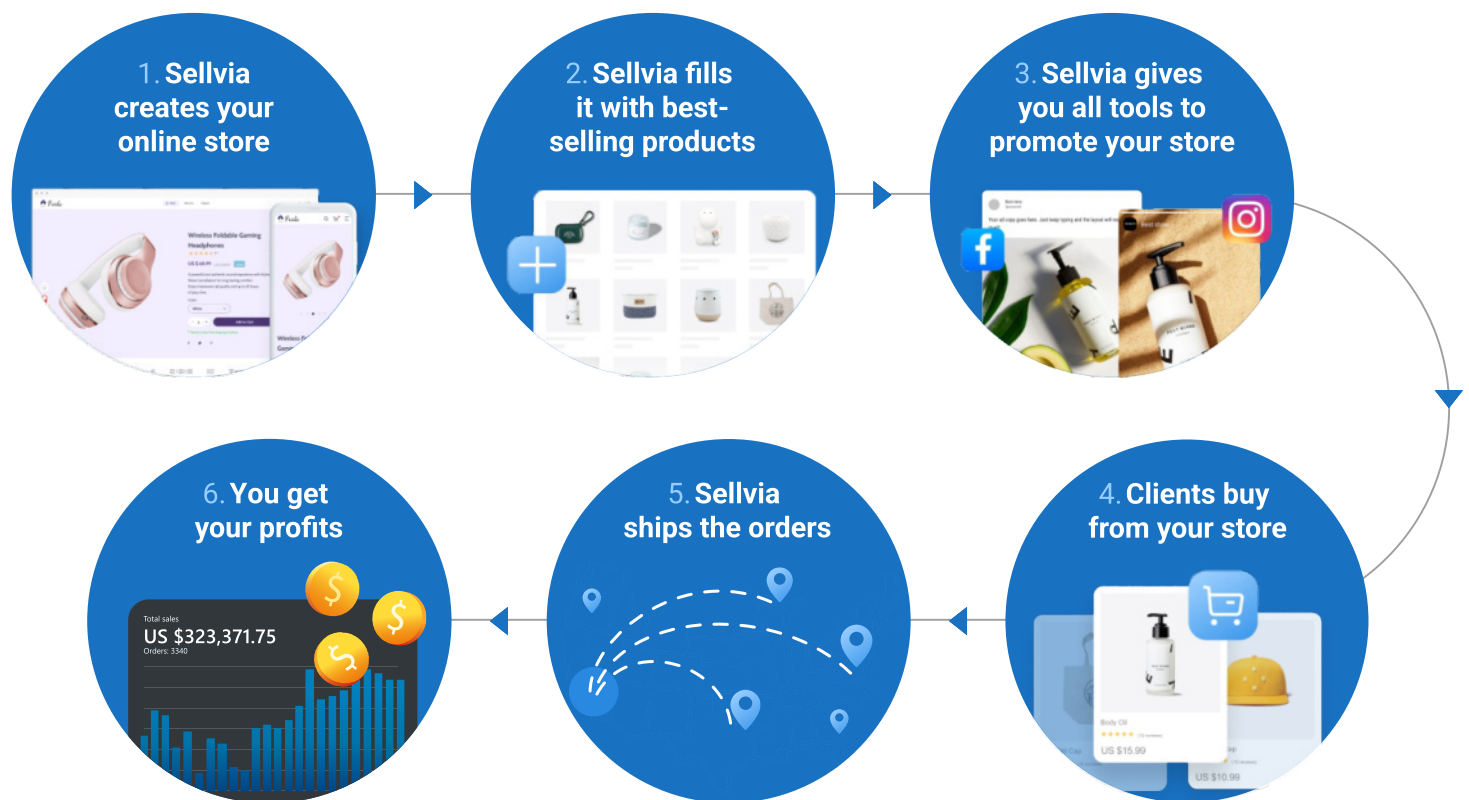 1. Sellvia
creates your
online store
Wireless Foldable Gaming
Headphones
2. Sellvia fills
it with best-
selling products
3. Sellvia gives
you all tools to
promote your store
4. Clients buy
from your store
Body Oil
US $15.99
Cap
US $10.99
5. Sellvia
ships the orders
6. You get
your profits
Total sales
US $323,371.75
Orders: 3340